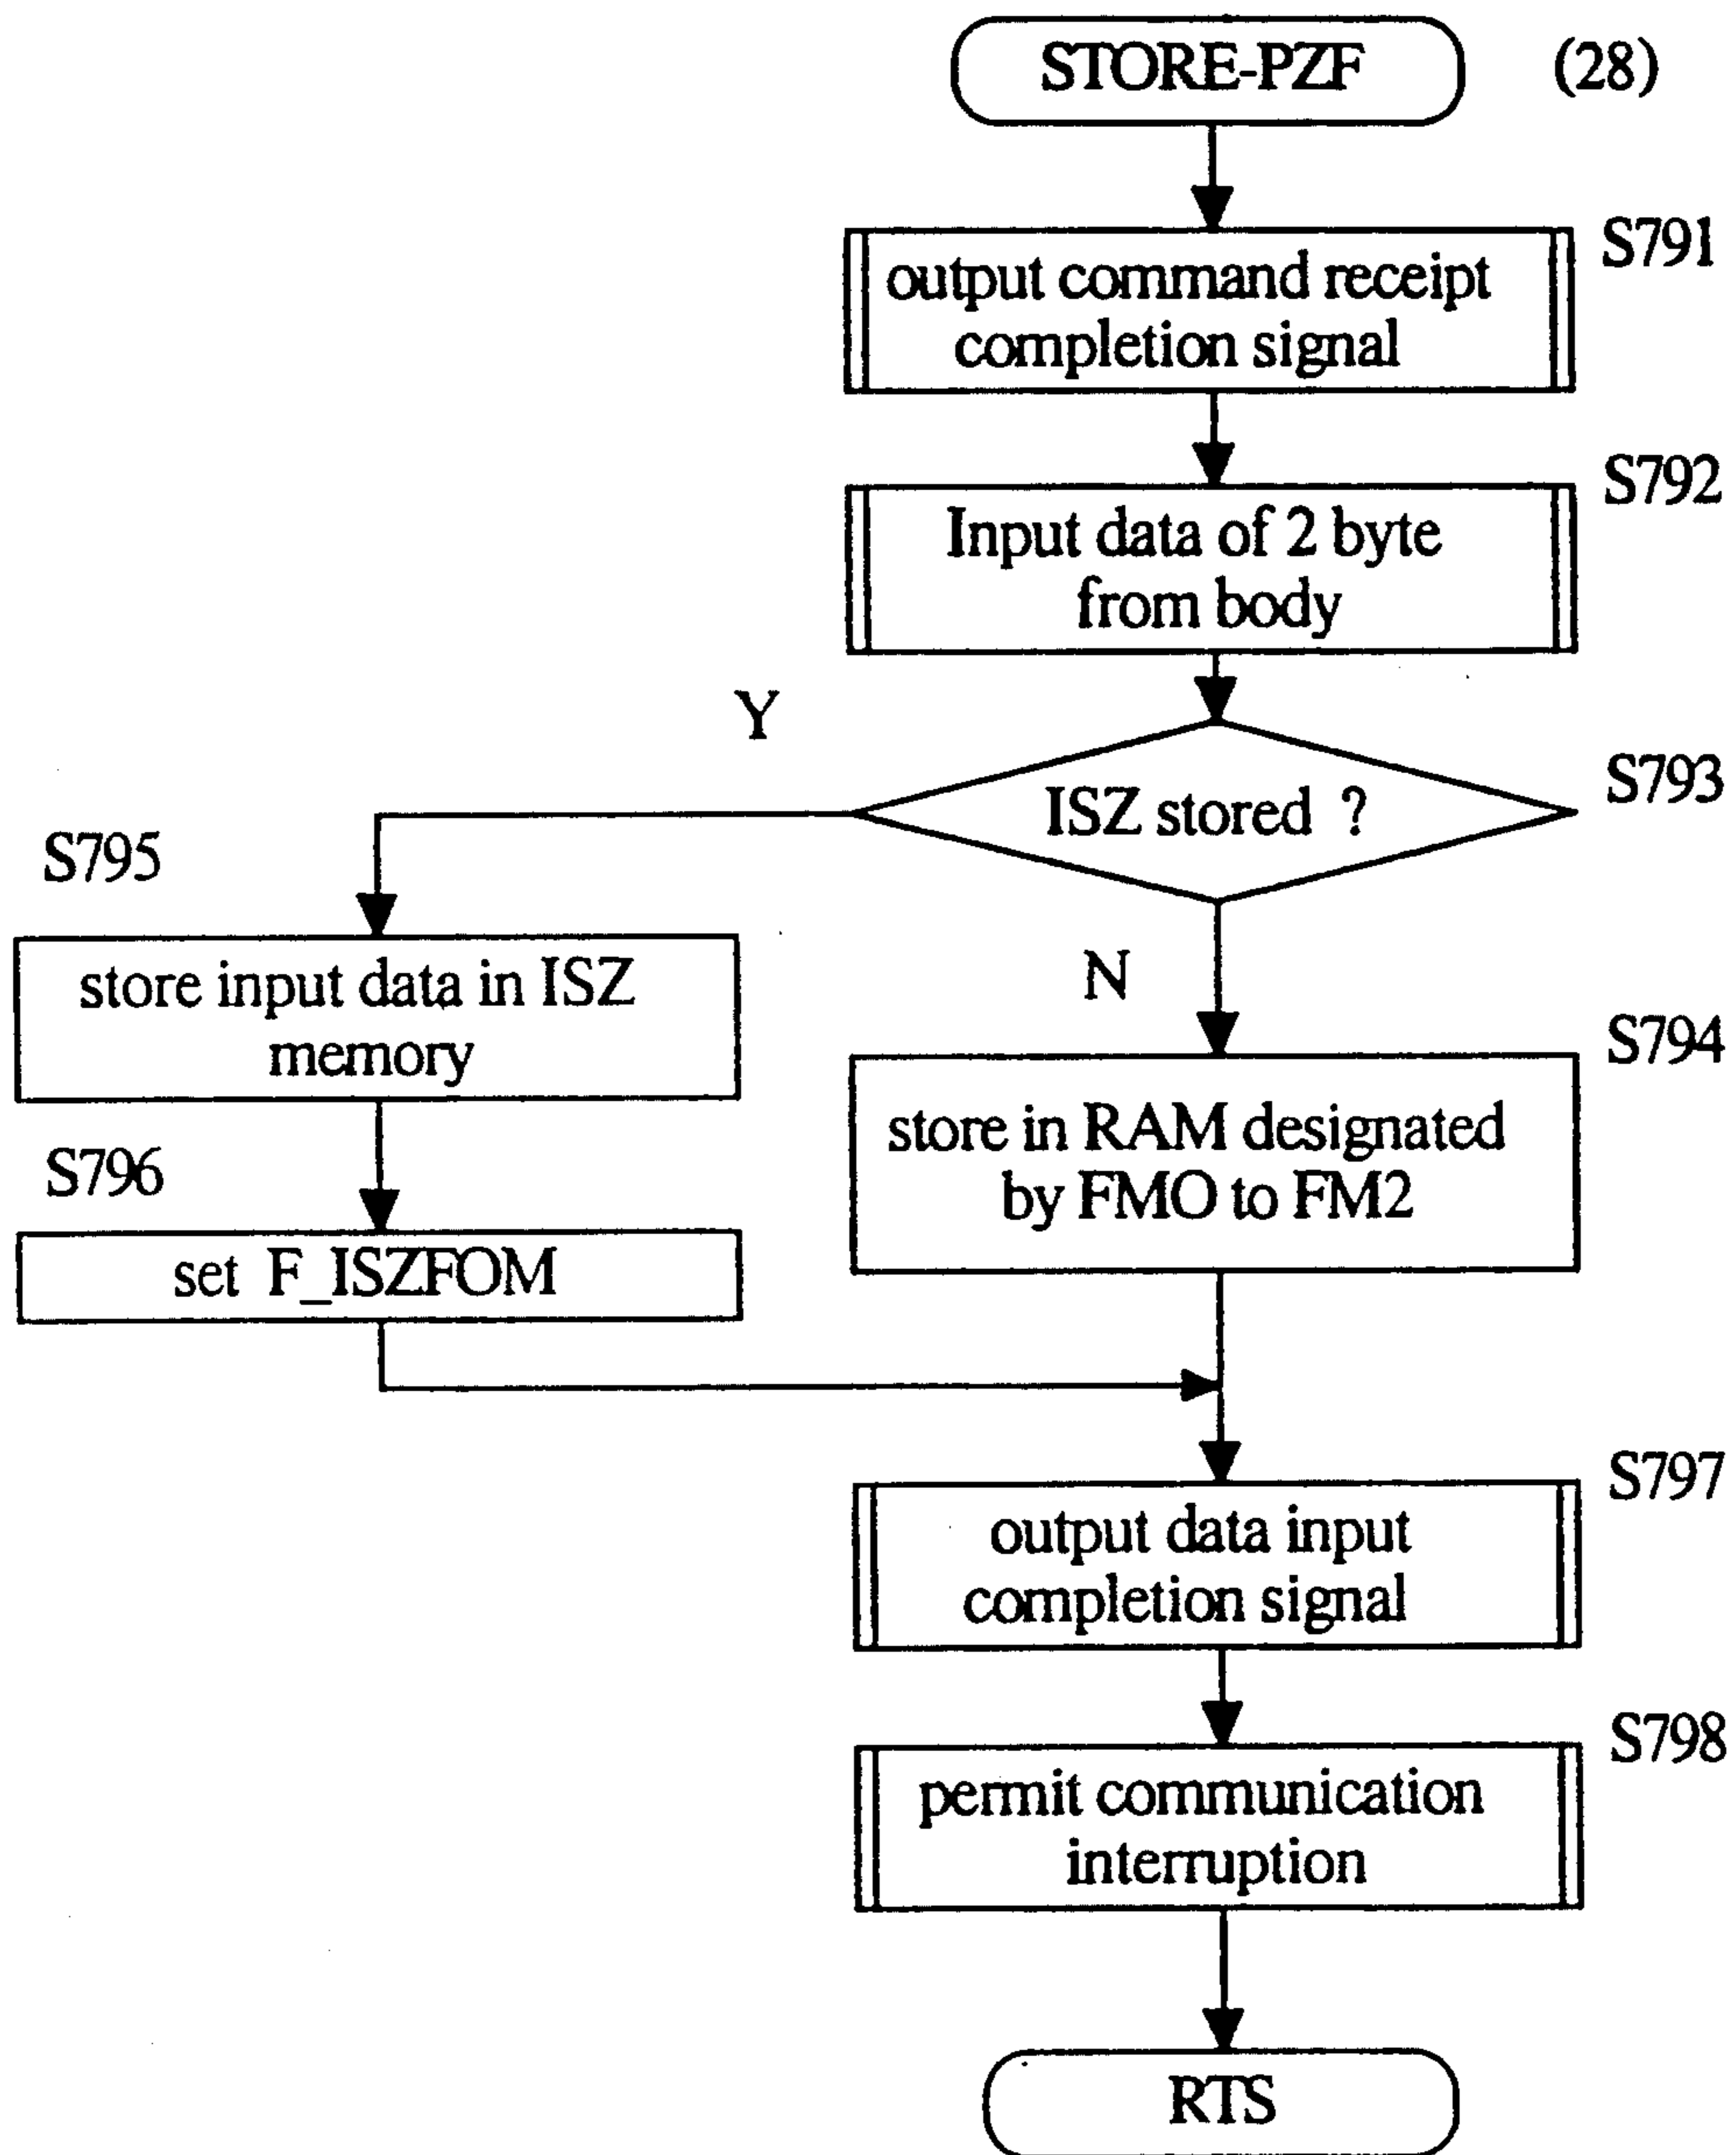 STORE-PZF (28)
S791
output command receipt
completion signal
S792
Input data of 2 byte
from body
Y
S793
ISZ stored ?
S795
store input data in ISZ
memory
N
S794
store in RAM designated
by FMO to FM2
S796
set F_ISZFOM
S797
output data input
completion signal
S798
permit communication
interruption
RTS